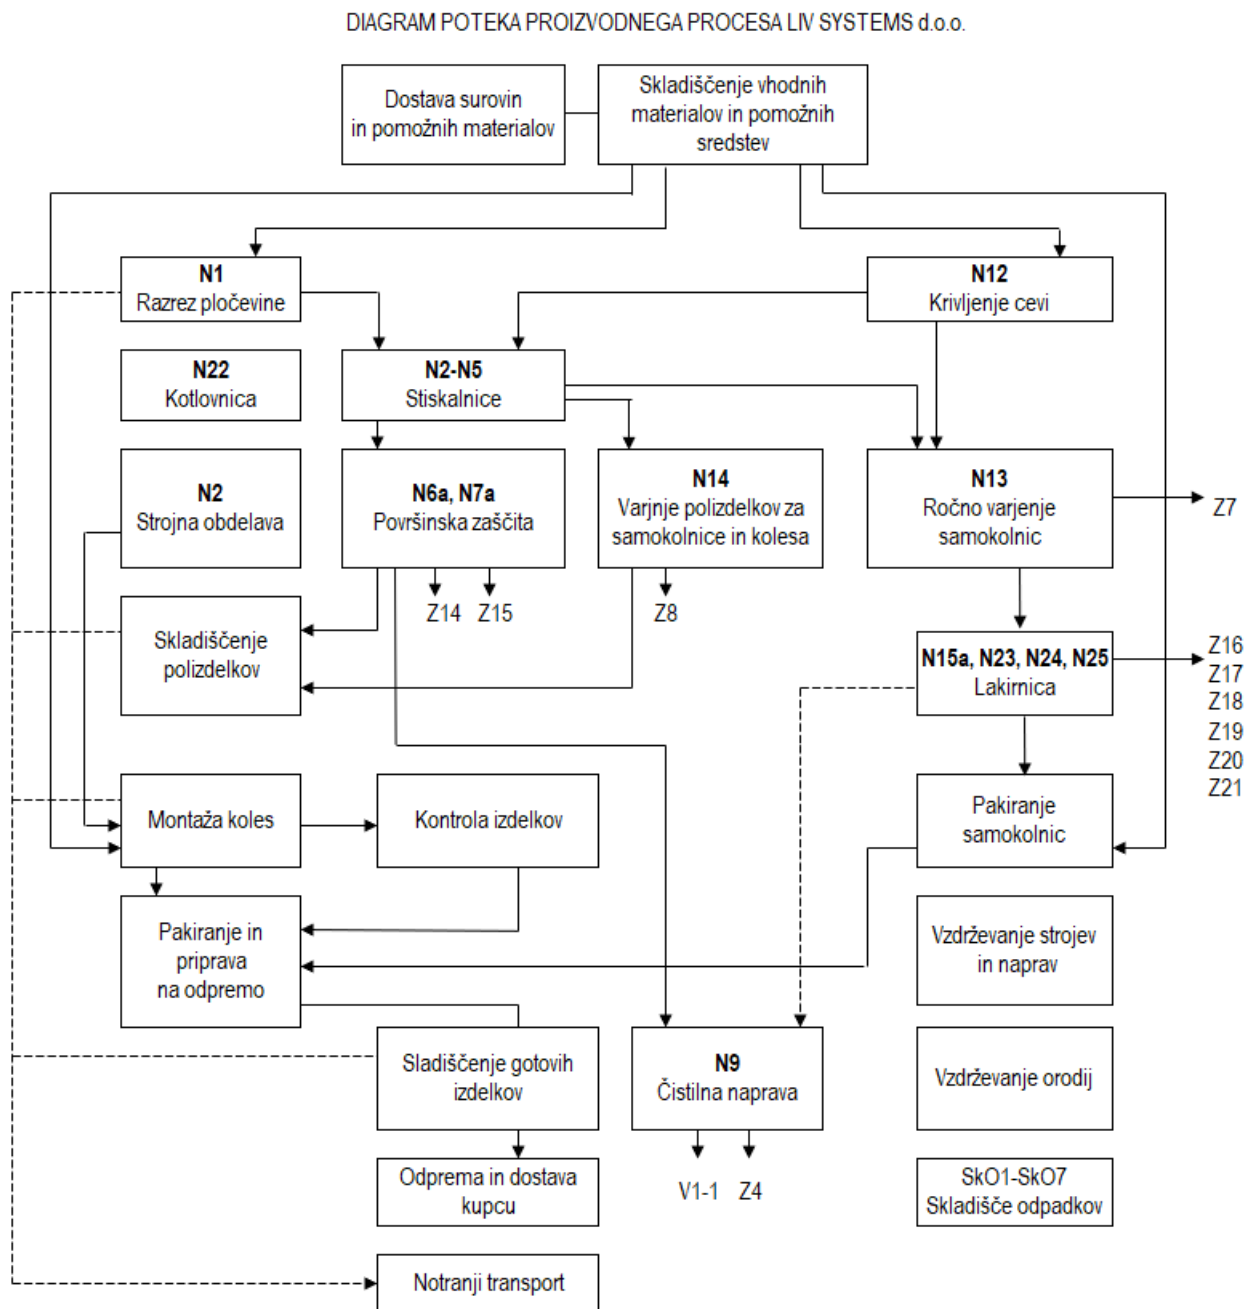 DIAGRAM POTEKA PROIZVODNEGA PROCESA LIV SYSTEMS d.o.o.
Dostava surovin
in pomožnih materialov
Skladiščenje vhodnih
materialov in pomožnih
sredstev
N1
Razrez pločevine
N12
Krivljenje cevi
N22
Kotlovnica
N2-N5
Stiskalnice
N2
Strojna obdelava
N6a, N7a
Površinska zaščita
N14
Varjnje polizdelkov za
samokolnice in kolesa
N13
Ročno varjenje
samokolnic
Z7
Z14
Z15
Z8
Skladiščenje
polizdelkov
N15a, N23, N24, N25
Lakirnica
Z16
Z17
Z18
Z19
Z20
Z21
Montaža koles
Kontrola izdelkov
Pakiranje
samokolnic
Pakiranje in
priprava
na odpremo
Vzdrževanje strojev
in naprav
Sladiščenje gotovih
izdelkov
N9
Čistilna naprava
Vzdrževanje orodij
Odprema in dostava
kupcu
V1-1
Z4
SkO1-SkO7
Skladišče odpadkov
Notranji transport